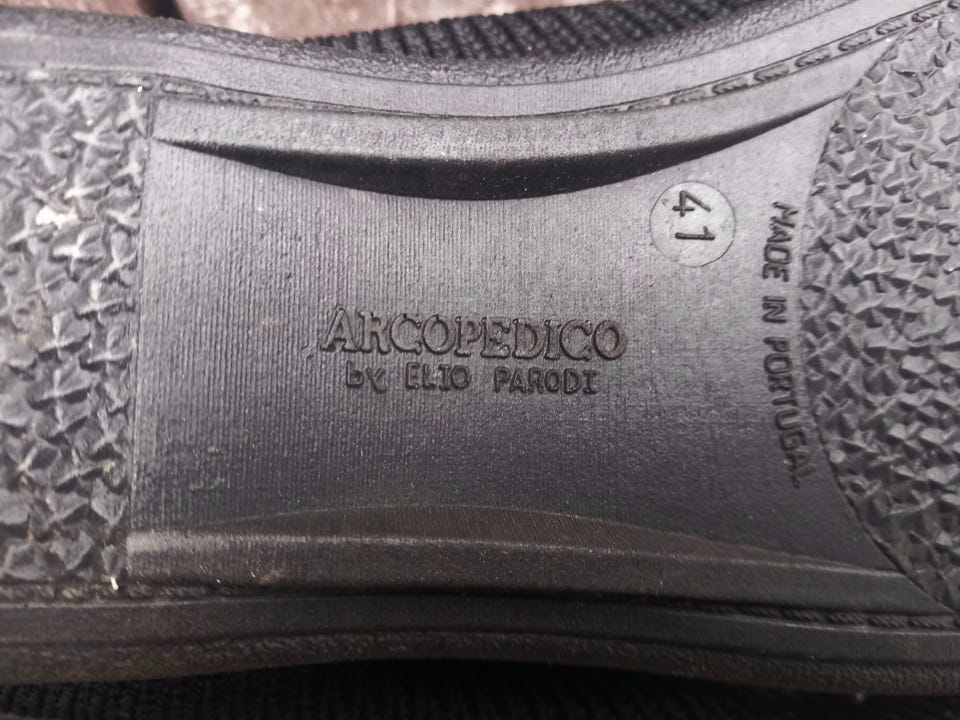 41
MADE IN PORTUGAL
ARCOPEDICO
by ELIO PARODI